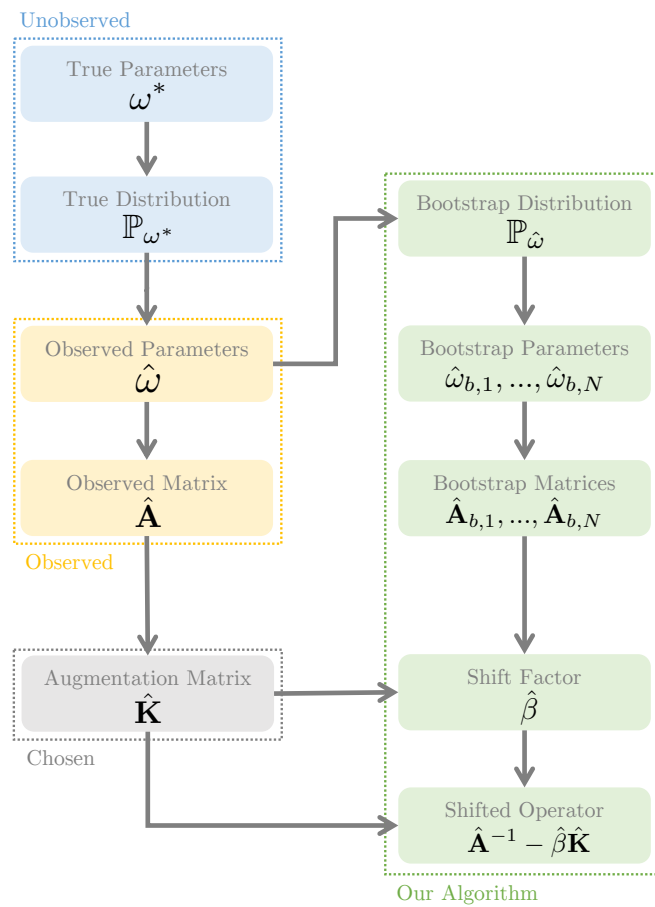 Unobserved
True Parameters
ω*
True Distribution
ℙ_{ω*}
Observed Parameters
ω̂
Observed Matrix
Â
Observed
Augmentation Matrix
K̂
Chosen
Bootstrap Distribution
ℙ_{ω̂}
Bootstrap Parameters
ω̂_{b,1}, ..., ω̂_{b,N}
Bootstrap Matrices
Â_{b,1}, ..., Â_{b,N}
Shift Factor
β̂
Shifted Operator
Â^{-1} − β̂K̂
Our Algorithm